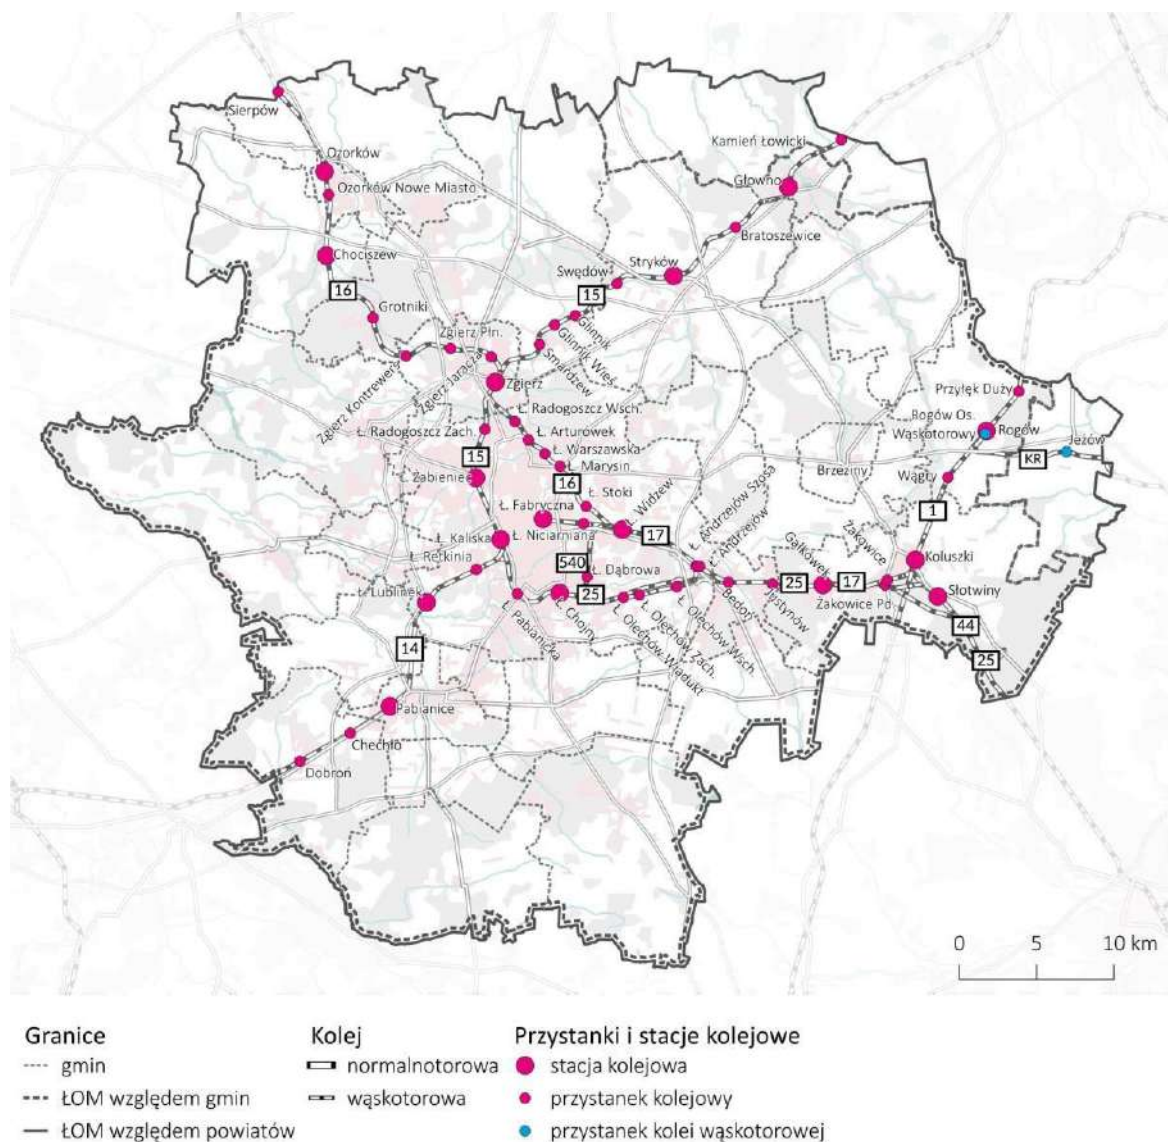 Sierpów
Kamień Łowicki
Ozorków
Głowno
Ozorków Nowe Miasto
Bratoszewice
Chociszew
Stryków
Swędów
16
15
Grotniki
Glinnik
Zgierz Płn.
Glinnik Wieś
Smardzew
Zgierz Jaracza
Zgierz Kontrewers
Zgierz
Przyłęk Duży
Ł. Radogoszcz Wsch.
Rogów Os.
Rogów
Wąskotorowy
Ł. Radogoszcz Zach.
Ł. Arturówek
Jeżów
Ł. Warszawska
KR
15
Ł. Marysin
Brzeziny
Wągry
Ł. Żabieniec
16
Ł. Stoki
Ł. Fabryczna
Ł. Widzew
Ł. Andrzejów Szosa
1
Ł. Kaliska
Ł. Niciarniana
17
Ł. Andrzejów
Żakowice
Ł. Retkinia
540
Gałkówek
Koluszki
Ł. Dąbrowa
25
17
Słotwiny
Ł. Lublinek
25
Bedoń
Justynów
Żakowice Pd.
Ł. Chojny
44
Ł. Pabianicka
Ł. Olechów Wsch.
Ł. Olechów Zach.
Ł. Olechów Wiadukt
14
25
Pabianice
Chechło
Dobroń
0 5 10 km
Granice
gmin
ŁOM względem gmin
ŁOM względem powiatów
Kolej
normalnotorowa
wąskotorowa
Przystanki i stacje kolejowe
stacja kolejowa
przystanek kolejowy
przystanek kolei wąskotorowej